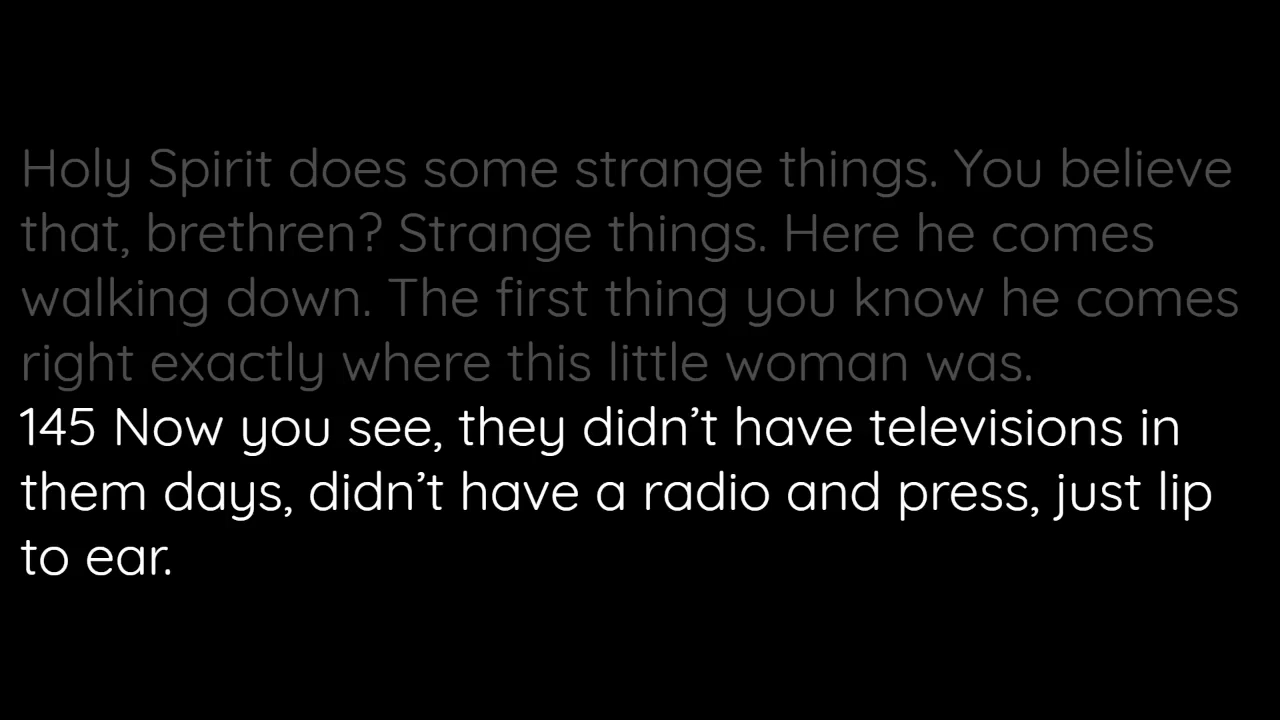 Holy Spirit does some strange things. You believe
that, brethren? Strange things. Here he comes
walking down. The first thing you know he comes
right exactly where this little woman was.
145 Now you see, they didn’t have televisions in
them days, didn’t have a radio and press, just lip
to ear.